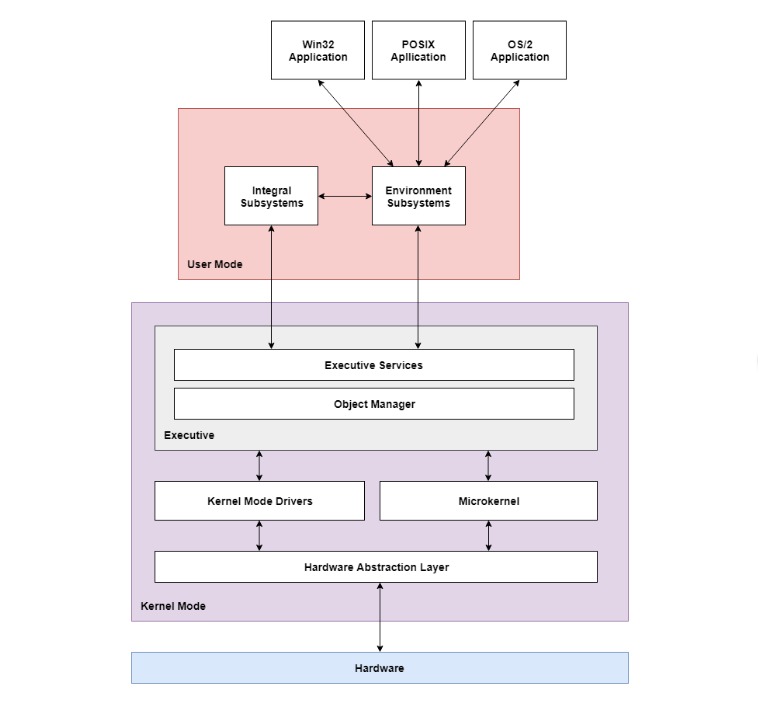 Win32
Application
POSIX
Apllication
OS/2
Application
Integral
Subsystems
Environment
Subsystems
User Mode
Executive Services
Object Manager
Executive
Kernel Mode Drivers
Microkernel
Hardware Abstraction Layer
Kernel Mode
Hardware